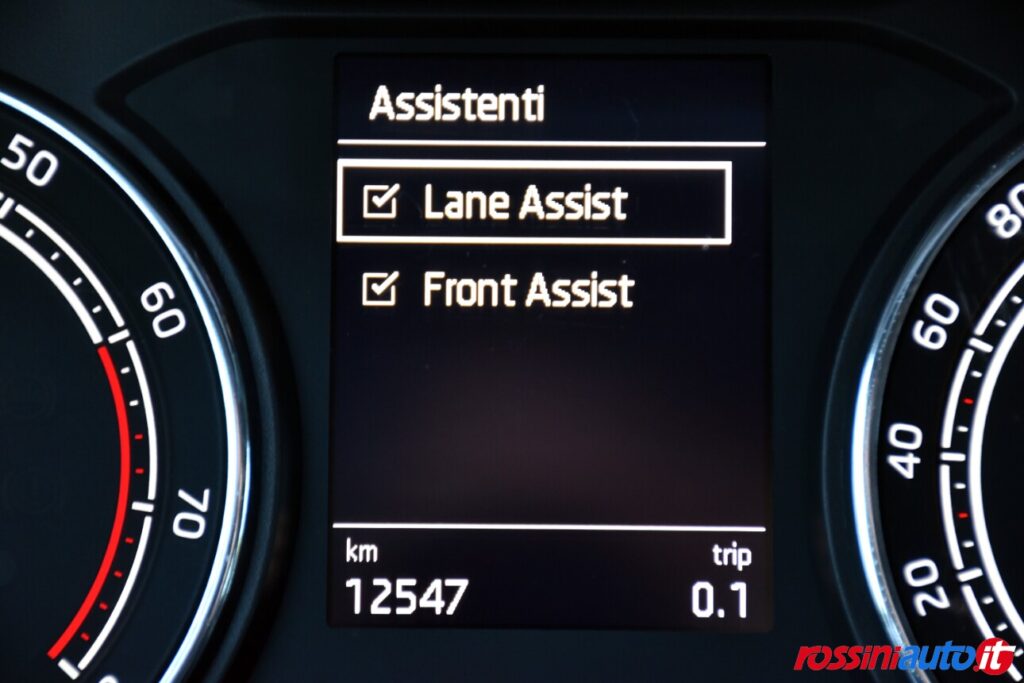 Assistenti
Lane Assist
Front Assist
km
trip
12547
0.1
50
60
70
80
60
40
20
rossiniauto.it